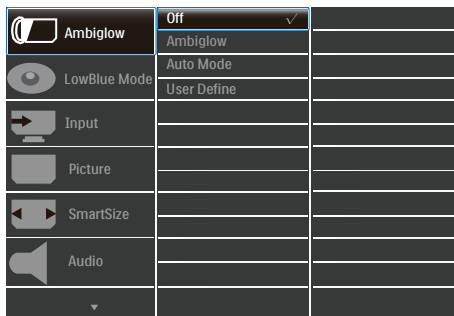 Ambiglow
LowBlue Mode
Input
Picture
SmartSize
Audio
Off
Ambiglow
Auto Mode
User Define